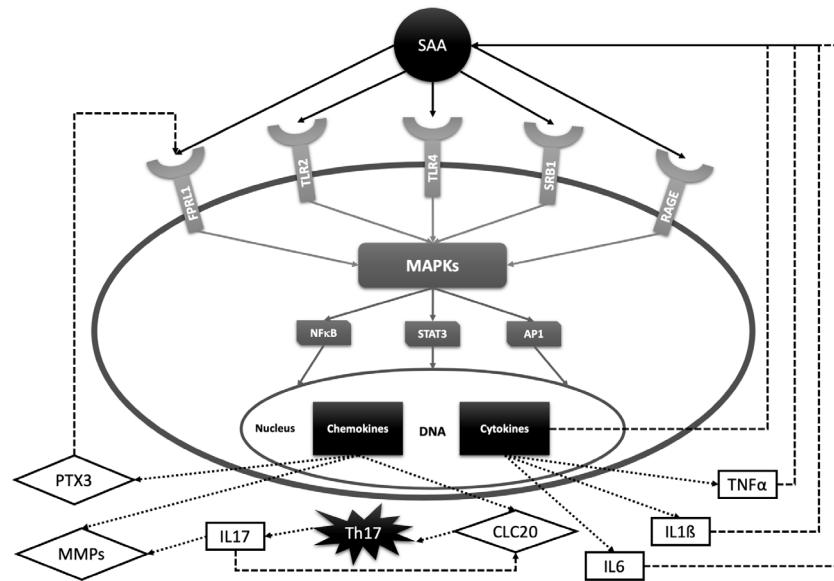 SAA
FPRL1
TLR2
TLR4
SRB1
RAGE
MAPKs
NFκB
STAT3
AP1
Nucleus
Chemokines
DNA
Cytokines
PTX3
TNFα
MMPs
IL17
Th17
CLC20
IL1ß
IL6